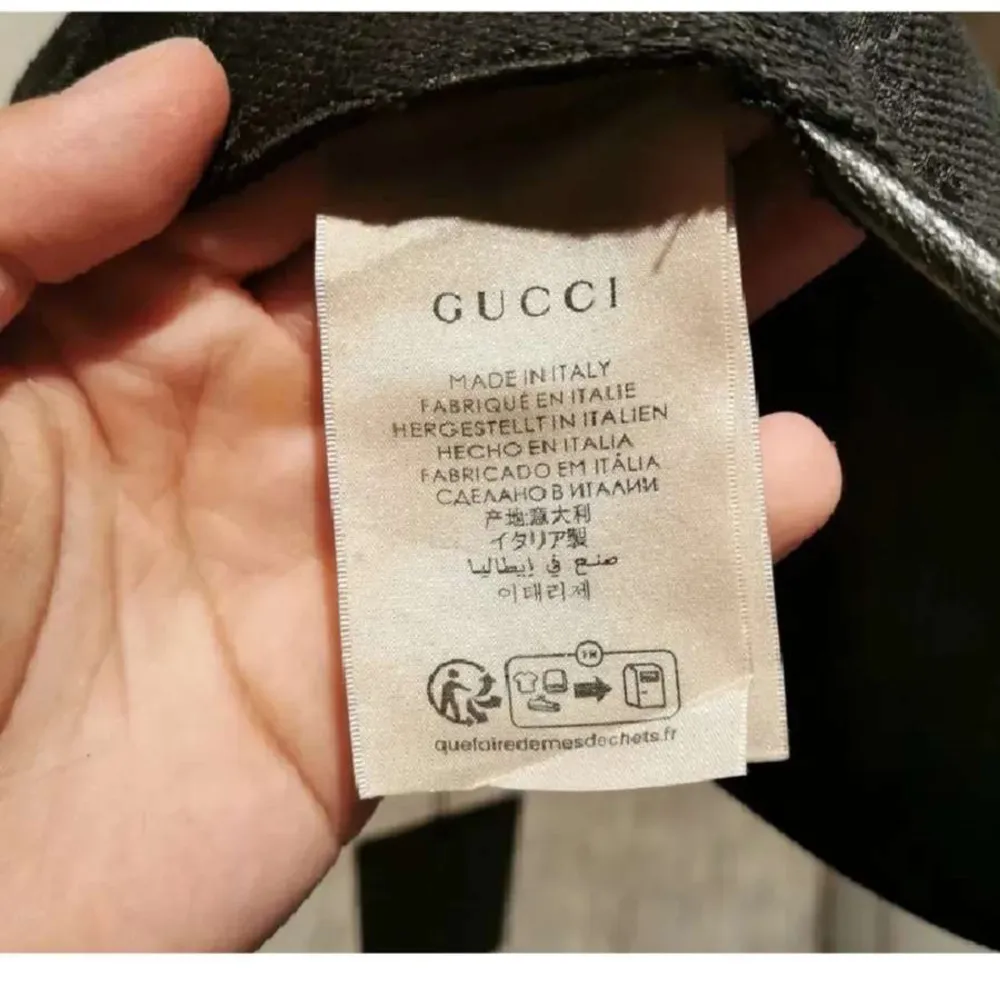 GUCCI
MADE IN ITALY
FABRIQUÉ EN ITALIE
HERGESTELLT IN ITALIEN
HECHO EN ITALIA
FABRICADO EM ITÁLIA
СДЕЛАНО В ИТАЛИИ
产地意大利
イタリア製
صنع في إيطاليا
이태리제
FR
quefairedemesdechets.fr